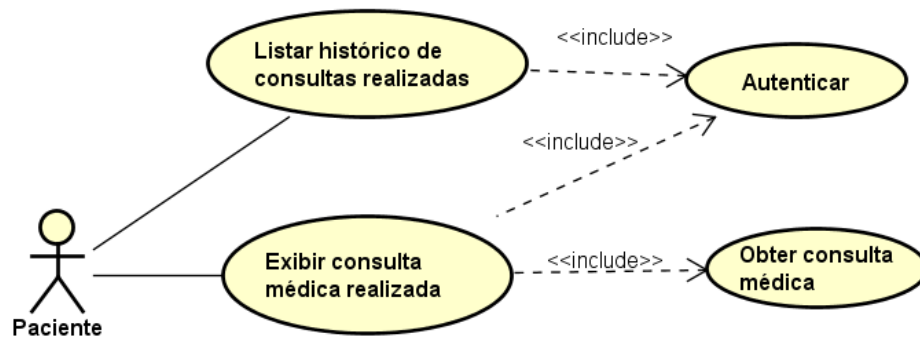 Listar histórico de
consultas realizadas
<<include>>
Autenticar
<<include>>
Exibir consulta
médica realizada
<<include>>
Obter consulta
médica
Paciente